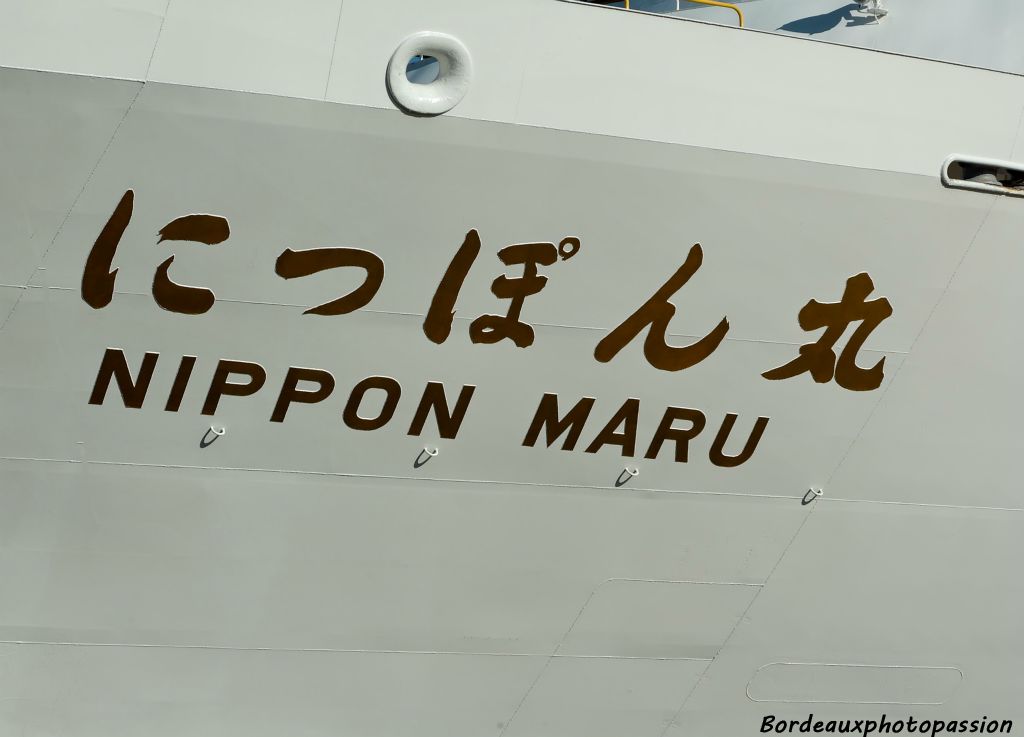 にっぽん丸
NIPPON MARU
Bordeauxphotopassion